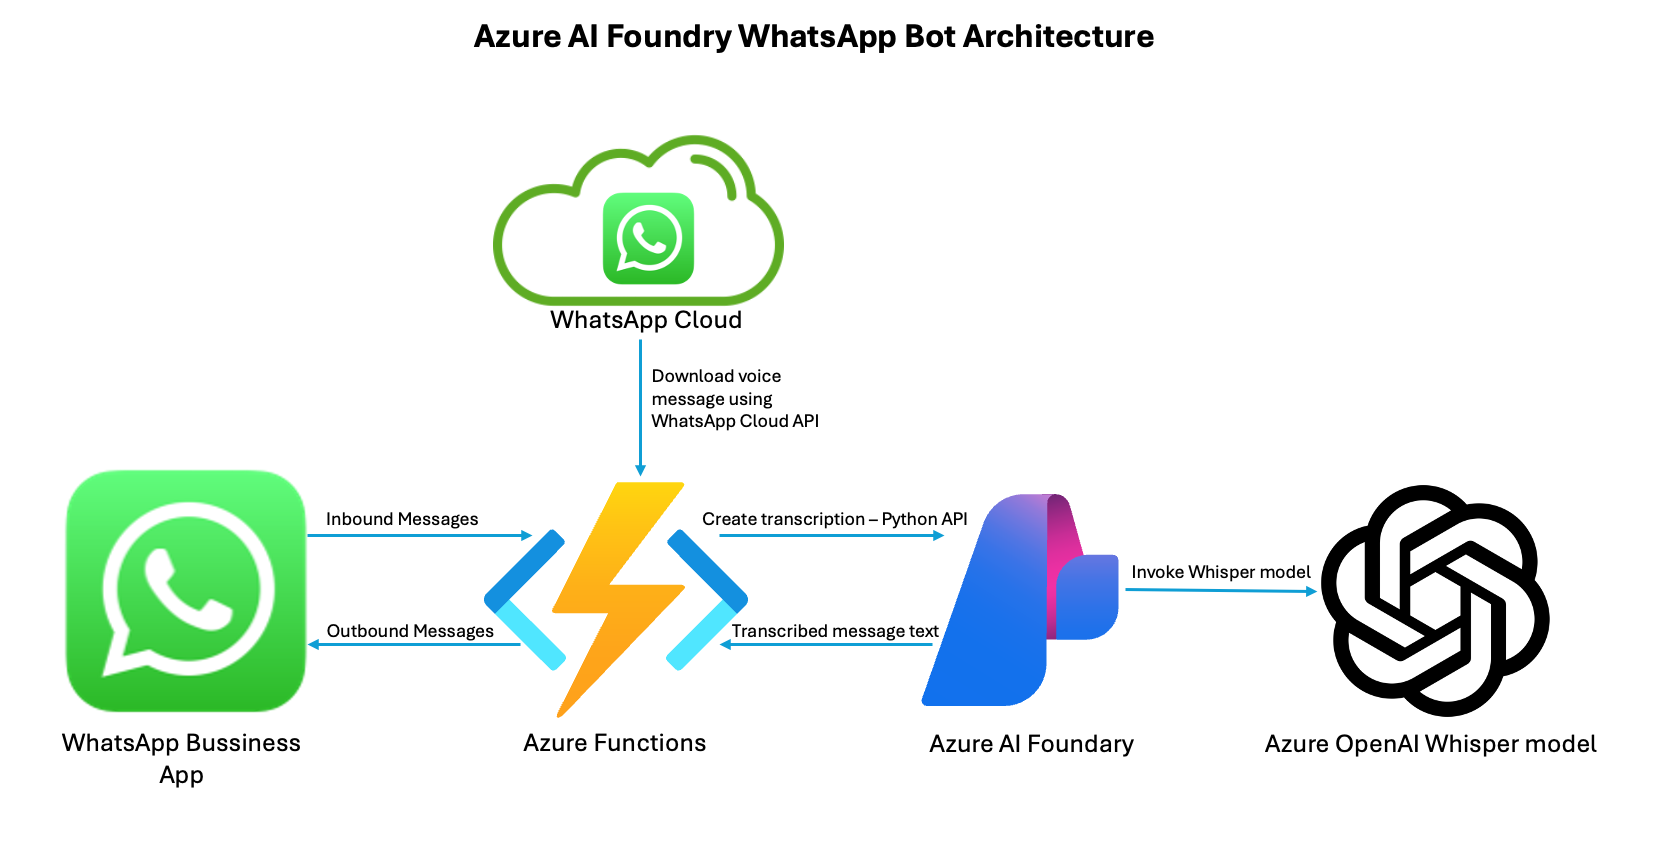 Azure AI Foundry WhatsApp Bot Architecture
WhatsApp Cloud
Download voice
message using
WhatsApp Cloud API
Inbound Messages
Create transcription – Python API
Invoke Whisper model
Outbound Messages
Transcribed message text
WhatsApp Bussiness
App
Azure Functions
Azure AI Foundary
Azure OpenAI Whisper model